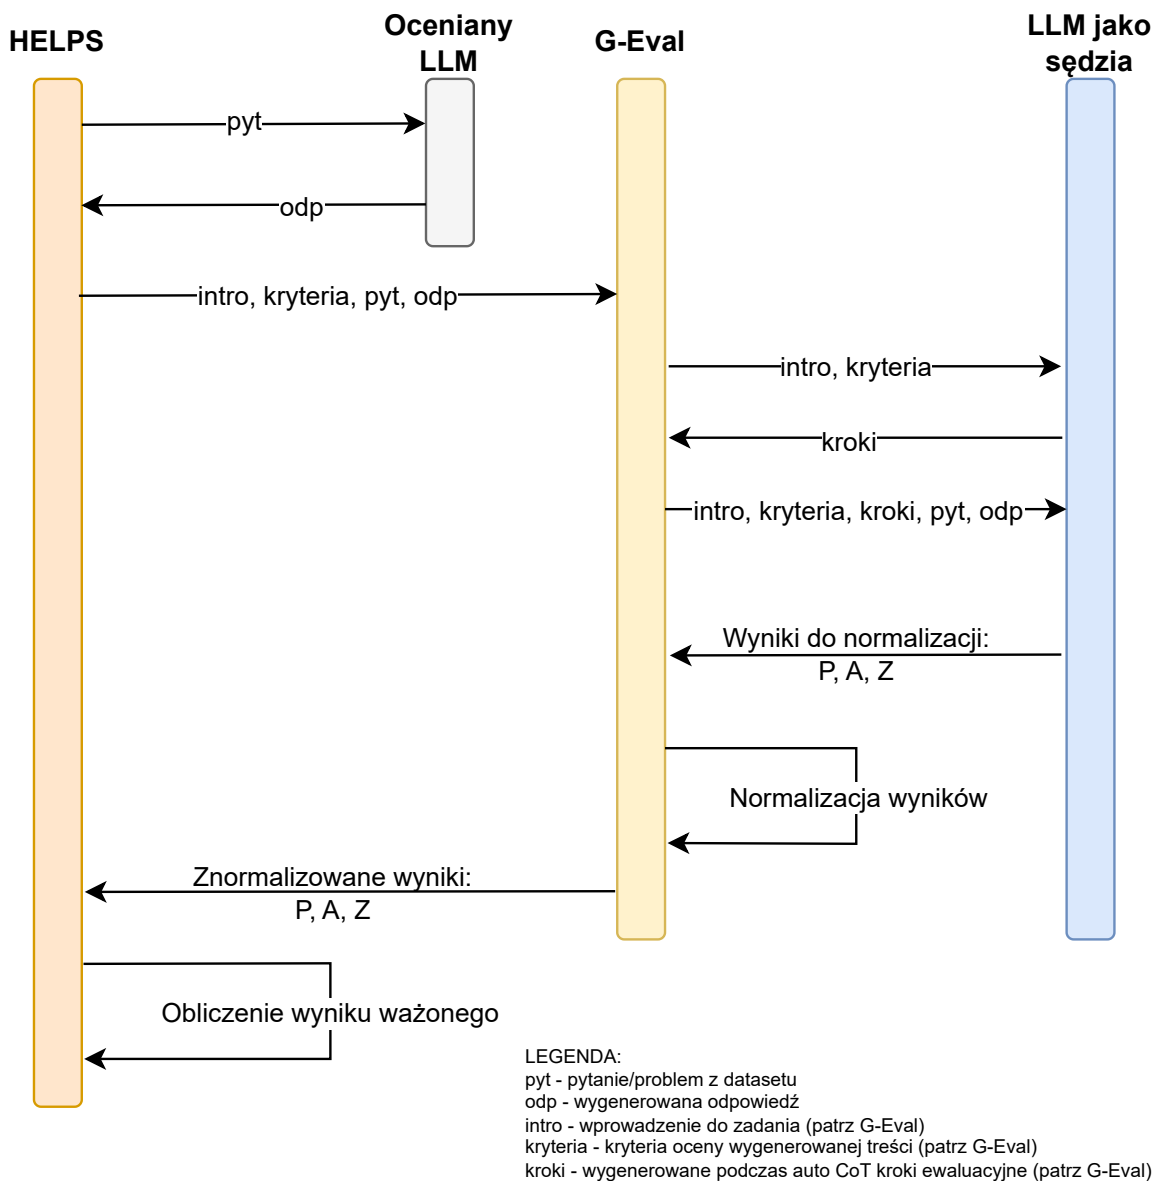 HELPS
Oceniany
LLM
G-Eval
LLM jako
sędzia
pyt
odp
intro, kryteria, pyt, odp
intro, kryteria
kroki
intro, kryteria, kroki, pyt, odp
Wyniki do normalizacji:
P, A, Z
Normalizacja wyników
Znormalizowane wyniki:
P, A, Z
Obliczenie wyniku ważonego
LEGENDA:
pyt - pytanie/problem z datasetu
odp - wygenerowana odpowiedź
intro - wprowadzenie do zadania (patrz G-Eval)
kryteria - kryteria oceny wygenerowanej treści (patrz G-Eval)
kroki - wygenerowane podczas auto CoT kroki ewaluacyjne (patrz G-Eval)